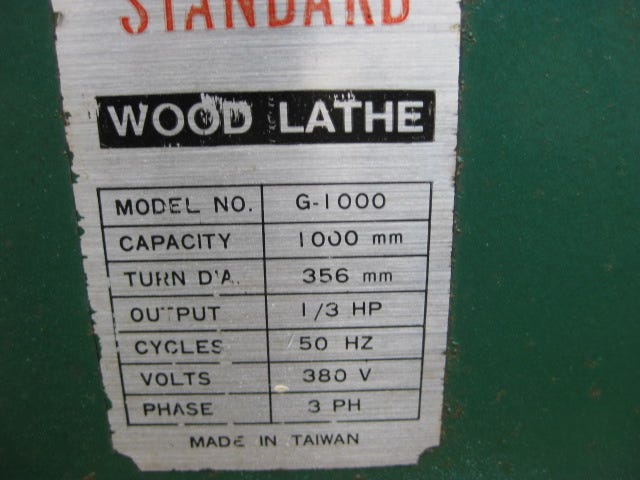 STANDARD
WOOD LATHE
MODEL NO. G-1000
CAPACITY 1000 mm
TURN DIA. 356 mm
OUTPUT 1/3 HP
CYCLES 50 HZ
VOLTS 380 V
PHASE 3 PH
MADE IN TAIWAN